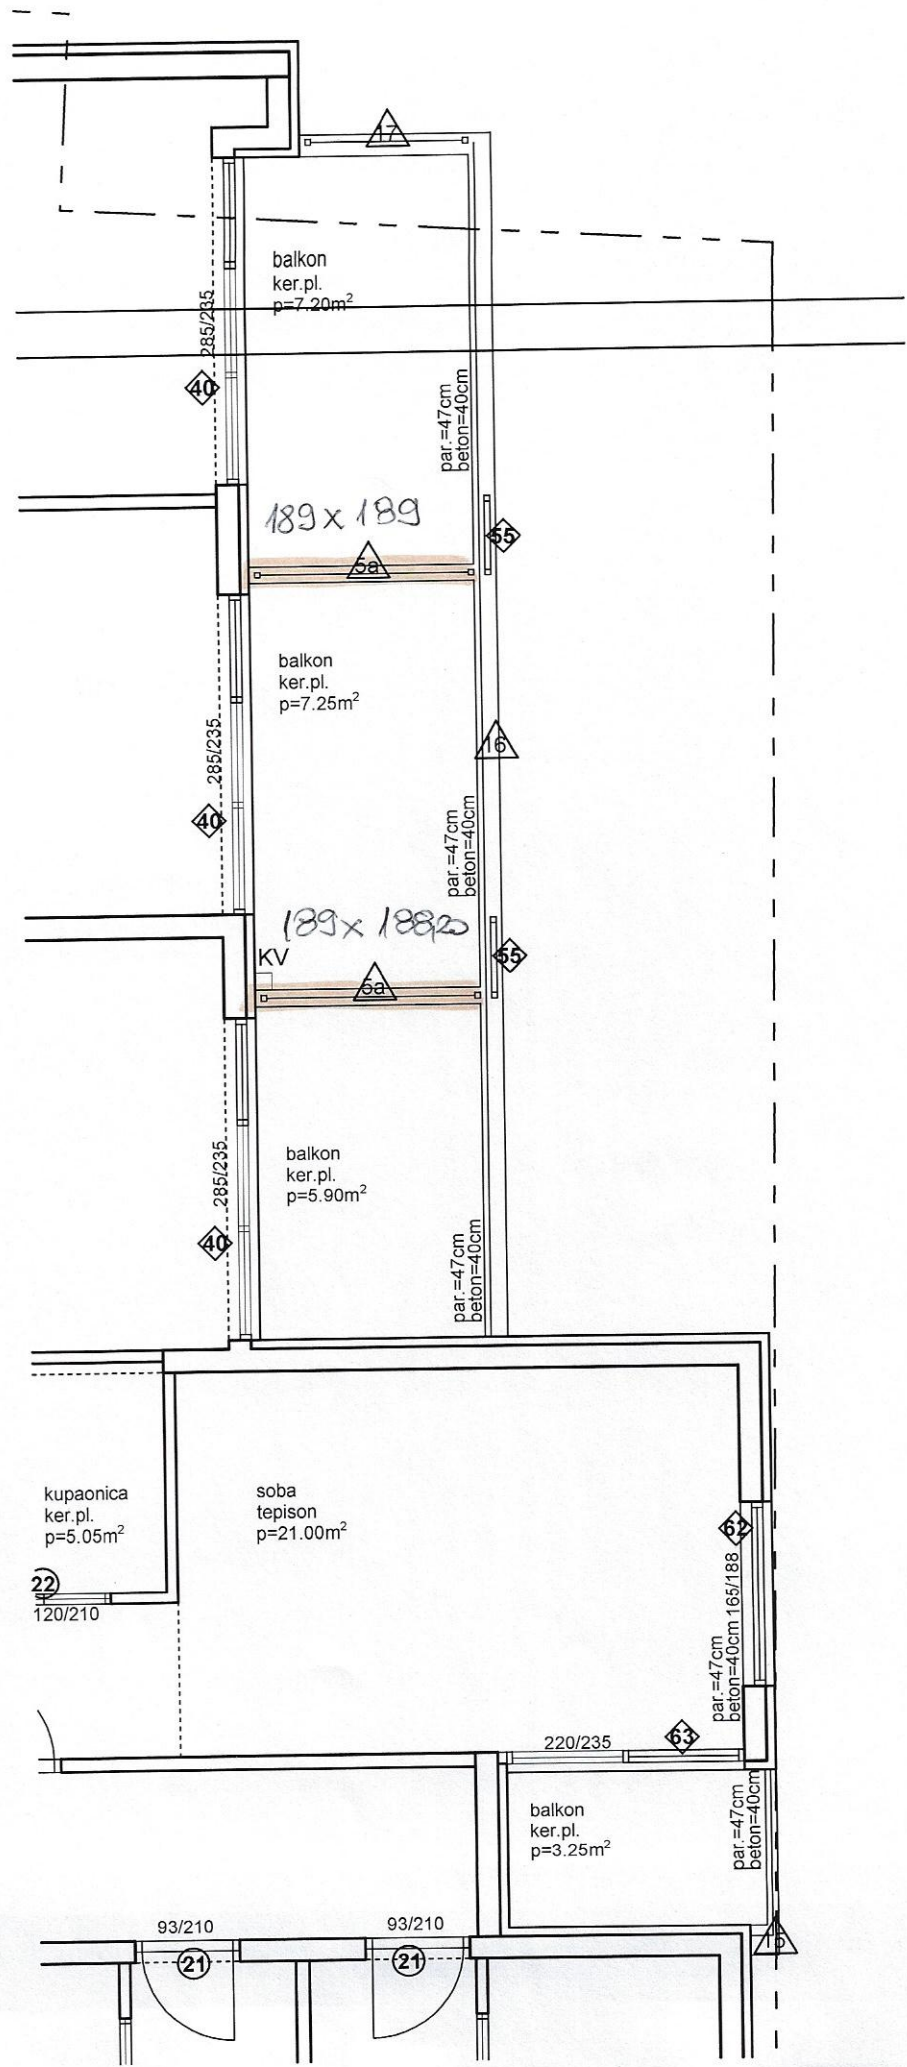 17
balkon
ker.pl.
p=7.20m²
285/235
40
par.=47cm
beton=40cm
189 x 189
55
5a
balkon
ker.pl.
p=7.25m²
285/235
16
40
par.=47cm
beton=40cm
189 x 188,20
KV
55
5a
balkon
ker.pl.
p=5.90m²
285/235
40
par.=47cm
beton=40cm
kupaonica
ker.pl.
p=5.05m²
soba
tepison
p=21.00m²
22
120/210
62
par.=47cm
beton=40cm 165/188
220/235
63
balkon
ker.pl.
p=3.25m²
par.=47cm
beton=40cm
93/210
93/210
21
21
15